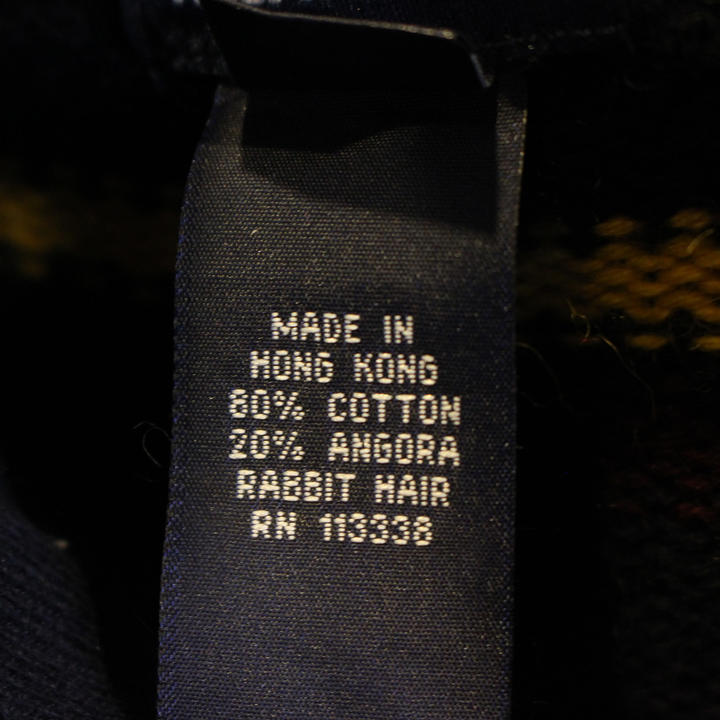 MADE IN
HONG KONG
80% COTTON
20% ANGORA
RABBIT HAIR
RN 113338